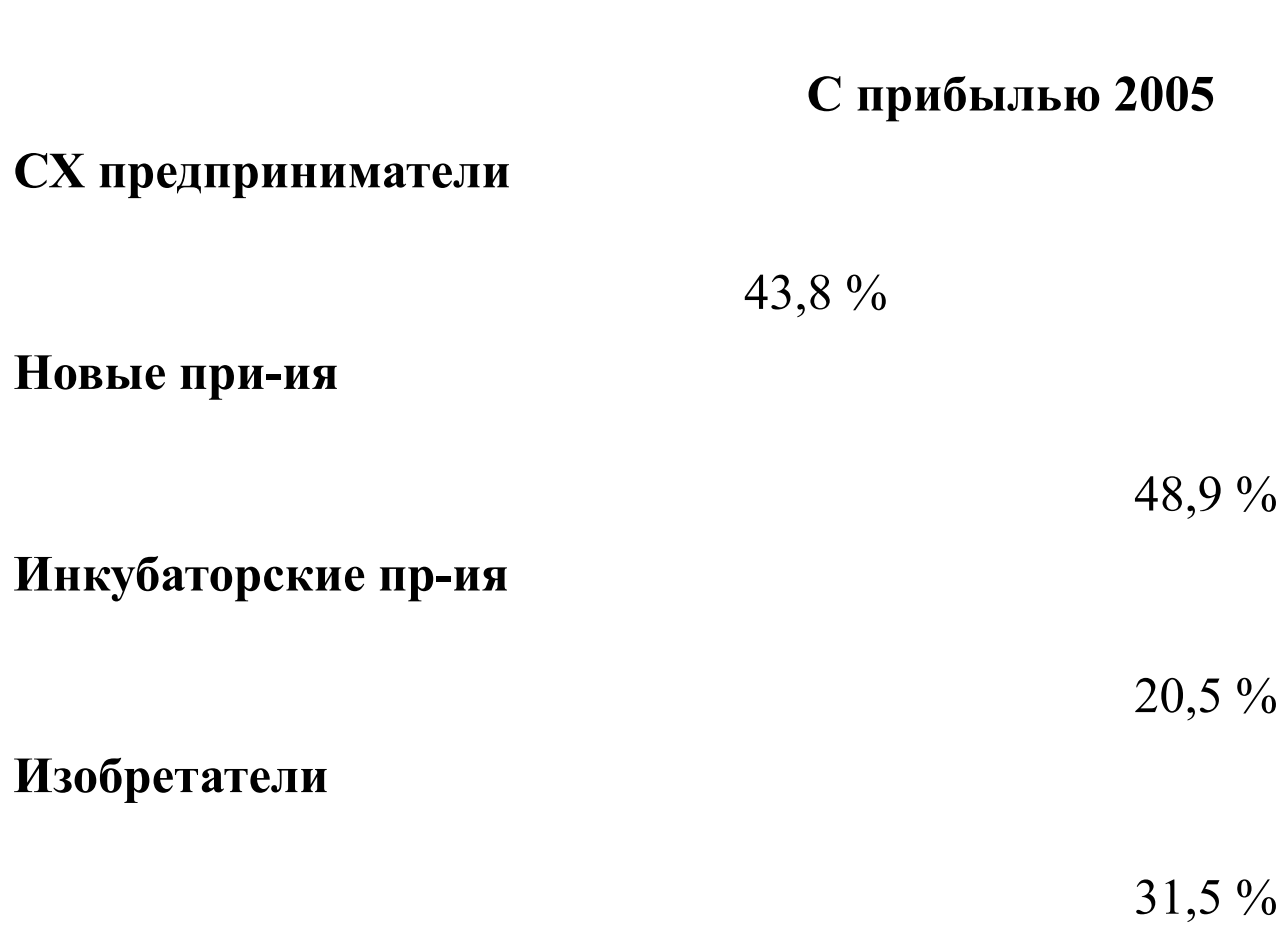 С прибылью 2005
СХ предприниматели
43,8 %
Новые при-ия
48,9 %
Инкубаторские пр-ия
20,5 %
Изобретатели
31,5 %